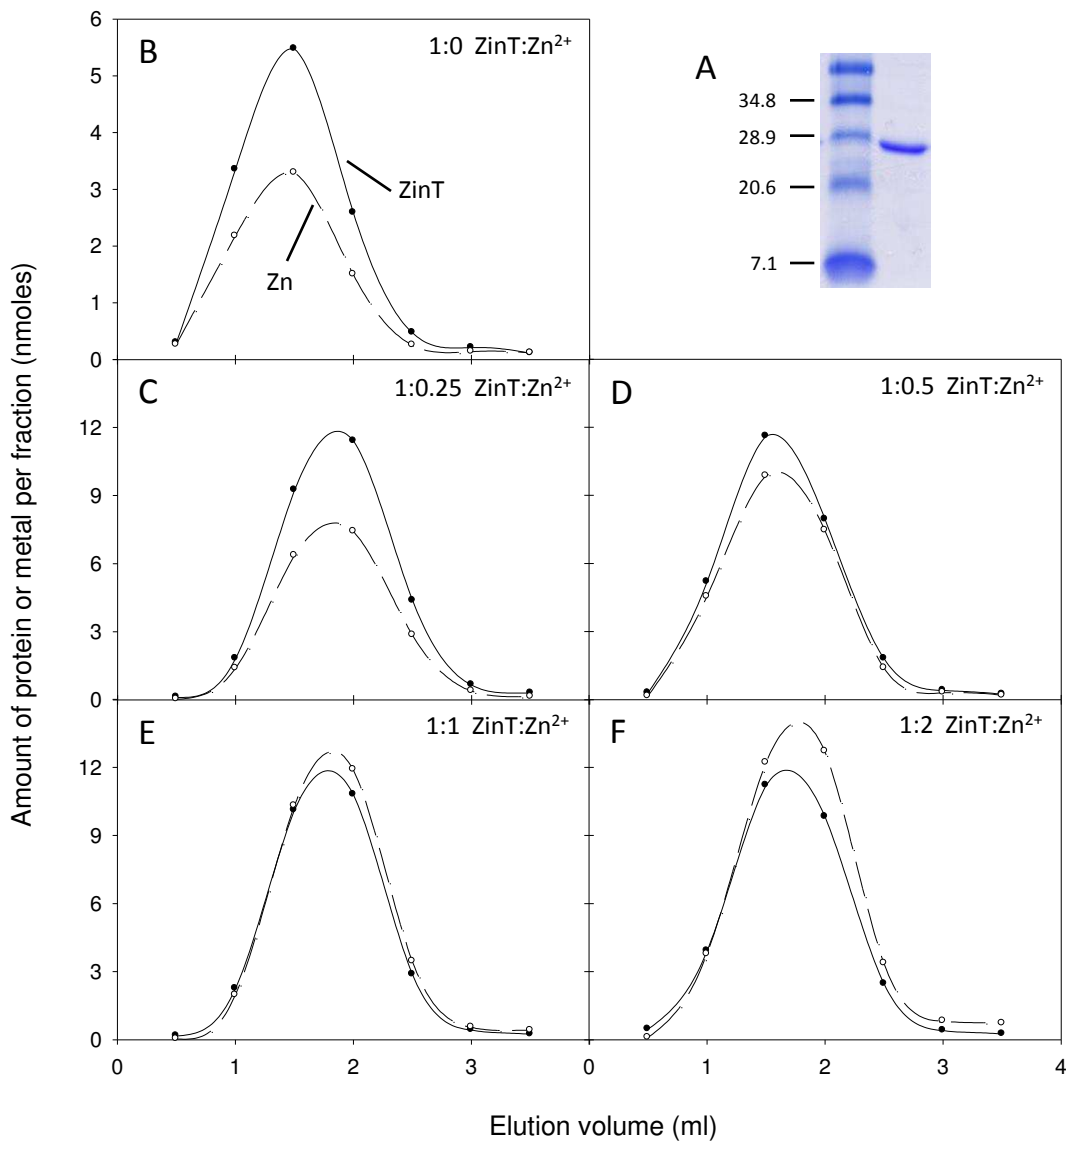 6
B
1:0 ZinT:Zn²⁺
5
4
3
2
1
0
ZinT
Zn
A
34.8
28.9
20.6
7.1
C
1:0.25 ZinT:Zn²⁺
12
9
6
3
0
D
1:0.5 ZinT:Zn²⁺
E
1:1 ZinT:Zn²⁺
12
9
6
3
0
F
1:2 ZinT:Zn²⁺
0 1 2 3 0 1 2 3 4
Amount of protein or metal per fraction (nmoles)
Elution volume (ml)